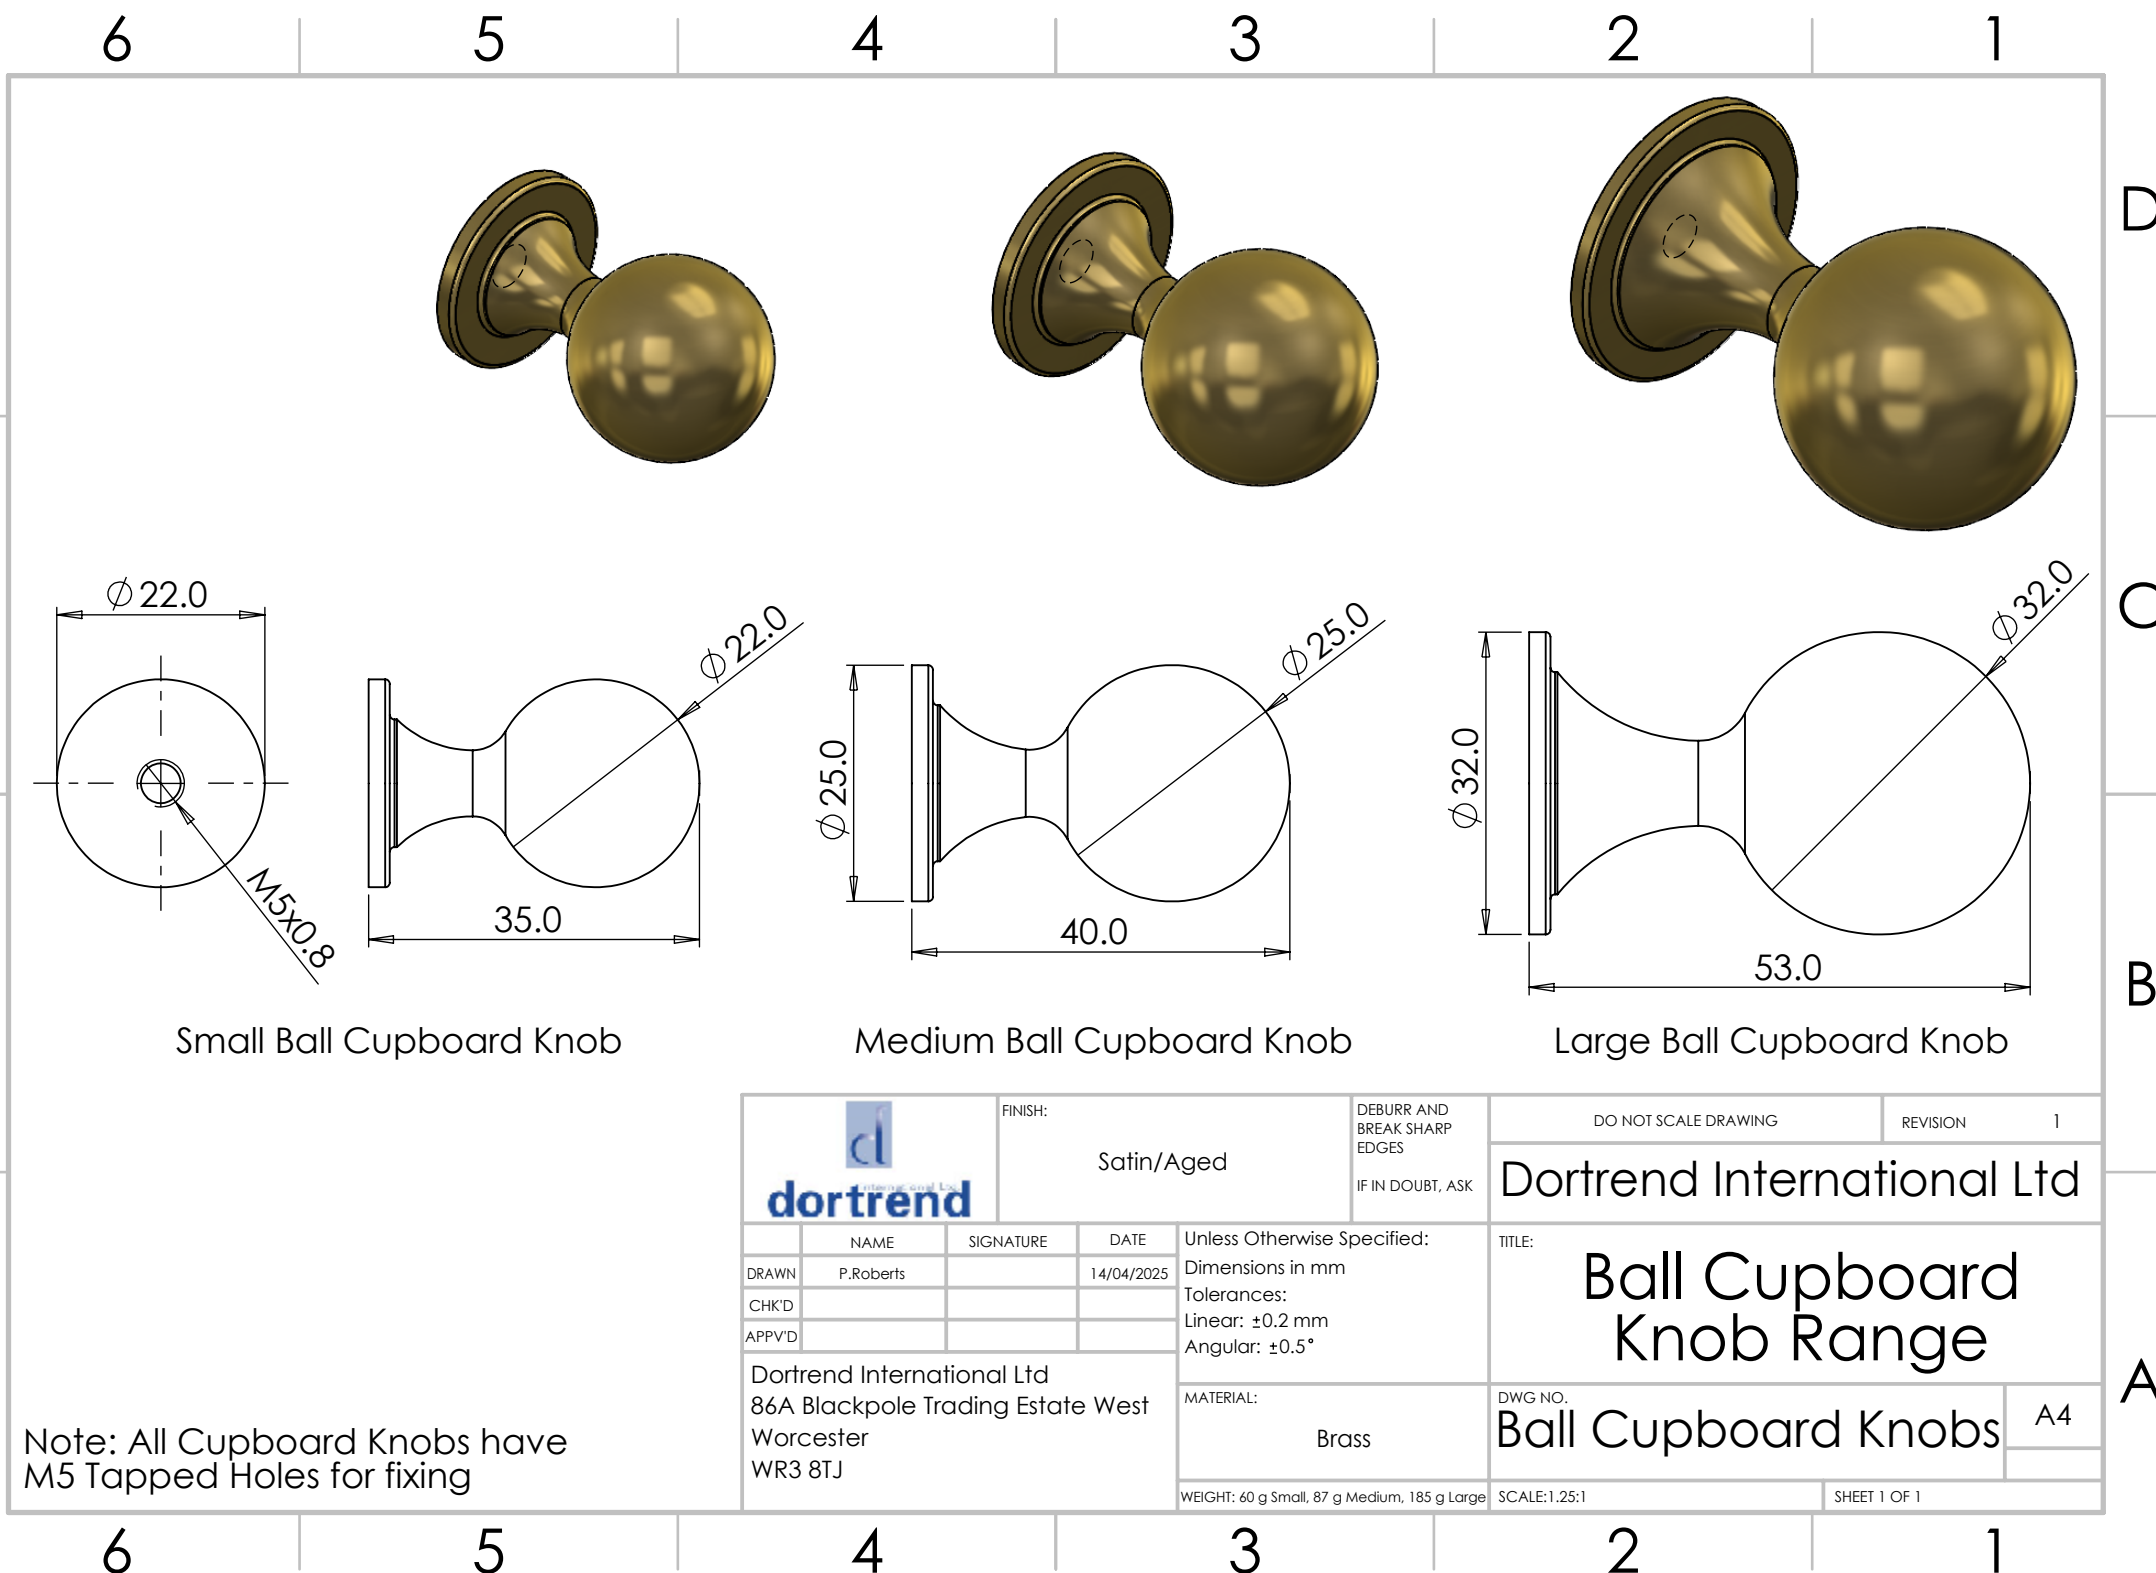 6 5 4 3 2 1
D
C
B
A
⌀ 22.0
M5x0.8
⌀ 22.0
35.0
Small Ball Cupboard Knob
⌀ 25.0
⌀ 25.0
40.0
Medium Ball Cupboard Knob
⌀ 32.0
⌀ 32.0
53.0
Large Ball Cupboard Knob
Note: All Cupboard Knobs have
M5 Tapped Holes for fixing
d
international Ltd.
dortrend
FINISH:
Satin/Aged
DEBURR AND
BREAK SHARP
EDGES
IF IN DOUBT, ASK
DO NOT SCALE DRAWING
REVISION 1
Dortrend International Ltd
NAME SIGNATURE DATE
DRAWN P.Roberts 14/04/2025
CHK'D
APPV'D
Unless Otherwise Specified:
Dimensions in mm
Tolerances:
Linear: ±0.2 mm
Angular: ±0.5°
TITLE:
Ball Cupboard
Knob Range
Dortrend International Ltd
86A Blackpole Trading Estate West
Worcester
WR3 8TJ
MATERIAL:
Brass
DWG NO.
Ball Cupboard Knobs
A4
WEIGHT: 60 g Small, 87 g Medium, 185 g Large
SCALE:1.25:1
SHEET 1 OF 1
6 5 4 3 2 1